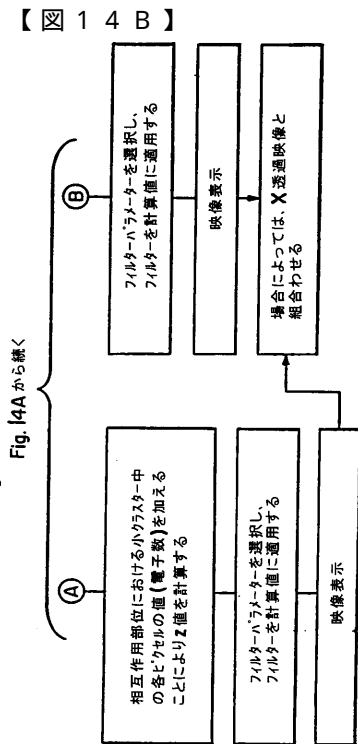 【図14B】
Fig. 14Aから続く
A
相互作用部位における小クラスター中
の各ピクセルの値(電子数)を加える
ことによりz値を計算する
フィルターパラメーターを選択し、
フィルターを計算値に適用する
映像表示
B
フィルターパラメーターを選択し、
フィルターを計算値に適用する
映像表示
場合によっては、X透過映像と
組合わせる